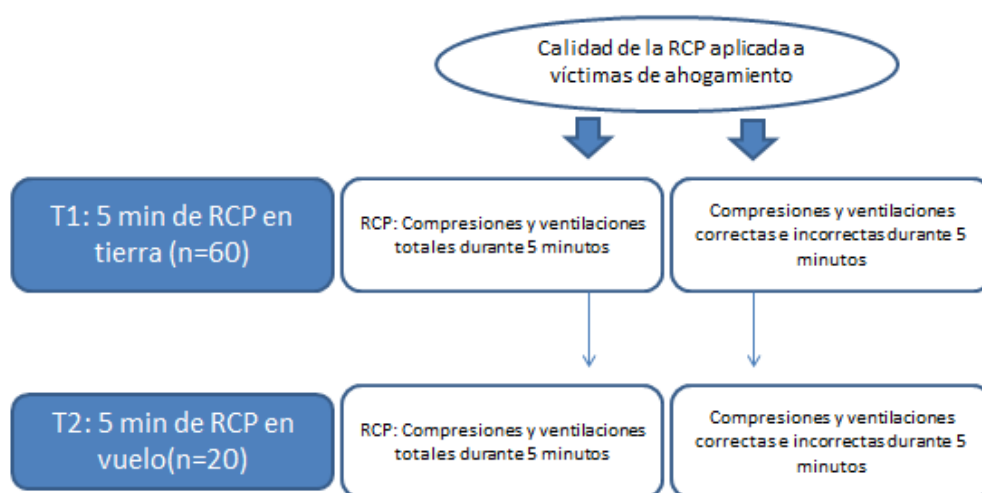 Calidad de la RCP aplicada a
víctimas de ahogamiento
T1: 5 min de RCP en
tierra (n=60)
RCP: Compresiones y ventilaciones
totales durante 5 minutos
Compresiones y ventilaciones
correctas e incorrectas durante 5
minutos
T2: 5 min de RCP en
vuelo(n=20)
RCP: Compresiones y ventilaciones
totales durante 5 minutos
Compresiones y ventilaciones
correctas e incorrectas durante 5
minutos